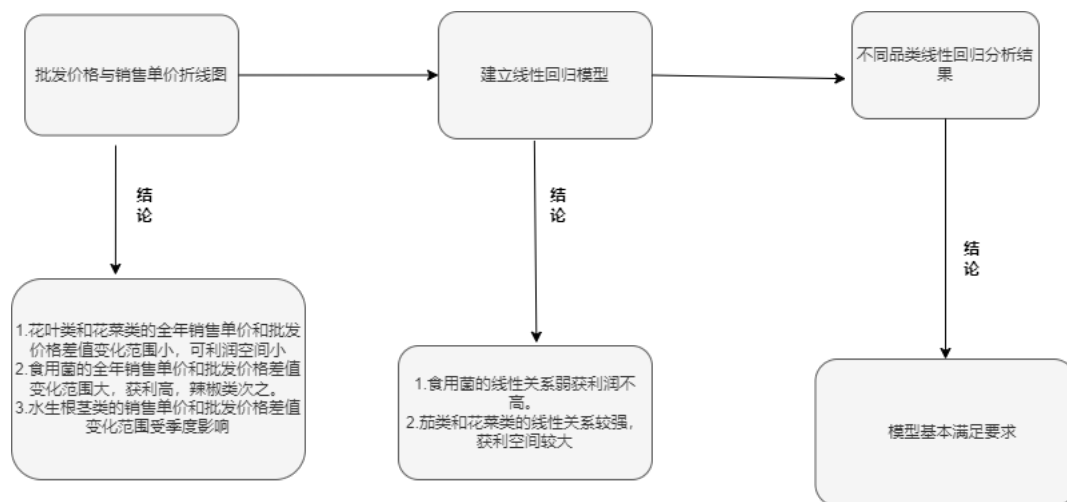 批发价格与销售单价折线图
建立线性回归模型
不同品类线性回归分析结
果
结
论
结
论
结
论
1.花叶类和花菜类的全年销售单价和批发
价格差值变化范围小，可利润空间小
2.食用菌的全年销售单价和批发价格差值
变化范围大，获利高，辣椒类次之。
3.水生根茎类的销售单价和批发价格差值
变化范围受季度影响
1.食用菌的线性关系弱获利润不
高。
2.茄类和花菜类的线性关系较强，
获利空间较大
模型基本满足要求